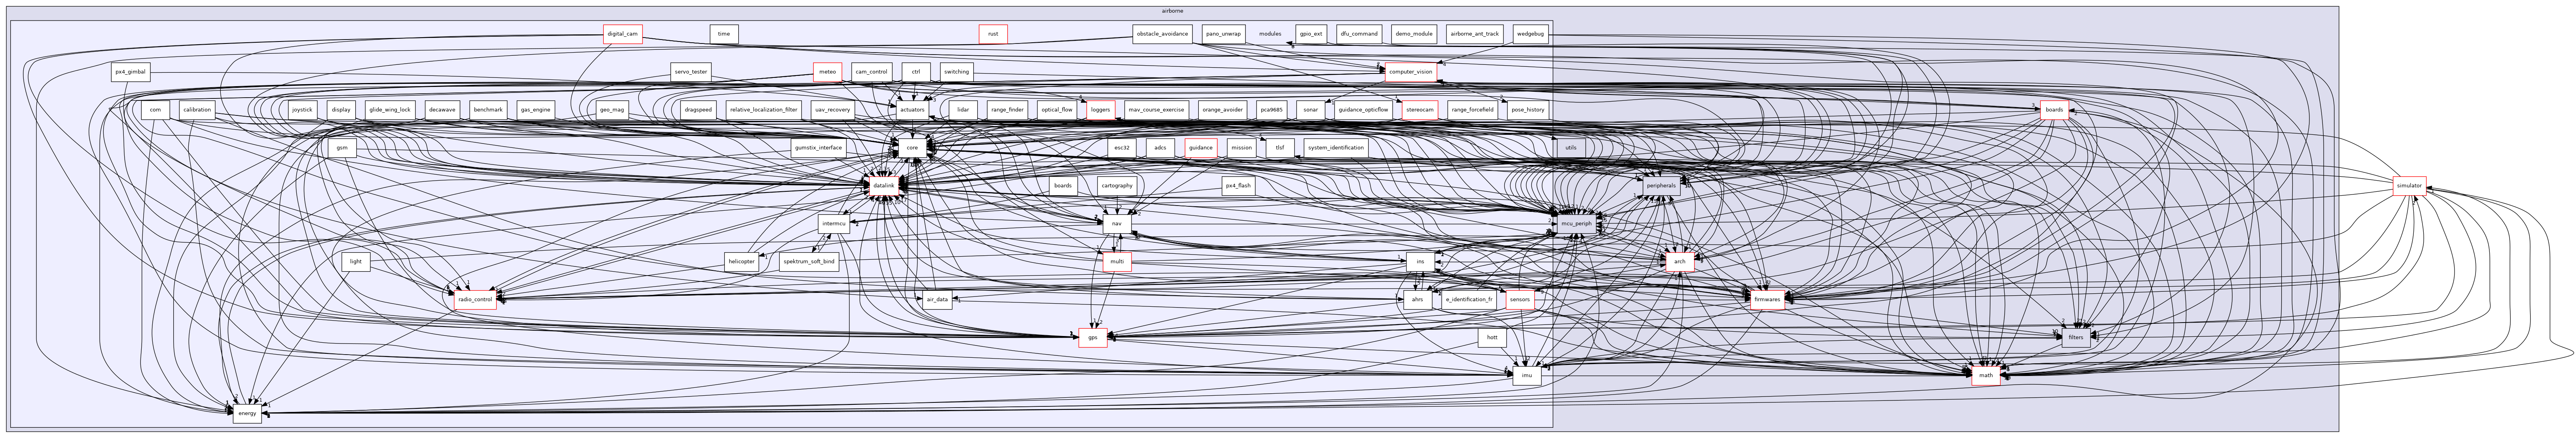 airborne
digital_cam
time
rust
obstacle_avoidance
pano_unwrap
modules
gpio_ext
dfu_command
demo_module
airborne_ant_track
wedgebug
px4_gimbal
servo_tester
meteo
cam_control
ctrl
switching
computer_vision
com
calibration
joystick
display
glide_wing_lock
decawave
benchmark
gas_engine
geo_mag
dragspeed
relative_localization_filter
uav_recovery
actuators
lidar
range_finder
optical_flow
loggers
mav_course_exercise
orange_avoider
pca9685
sonar
guidance_opticflow
stereocam
range_forcefield
pose_history
boards
gsm
gumstix_interface
core
esc32
adcs
guidance
mission
tlsf
system_identification
utils
datalink
boards
cartography
px4_flash
peripherals
simulator
intermcu
nav
mcu_periph
light
helicopter
spektrum_soft_bind
multi
ins
arch
radio_control
air_data
ahrs
e_identification_fr
sensors
firmwares
gps
hott
filters
imu
math
energy